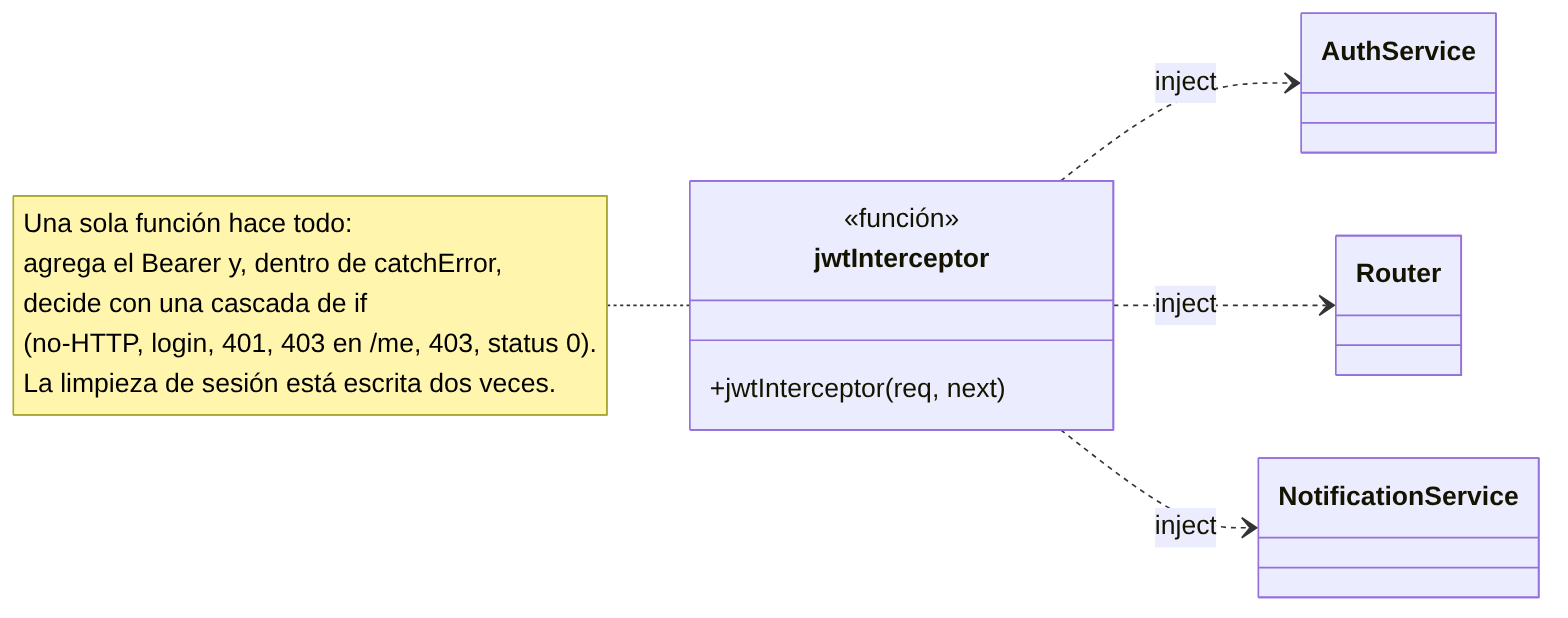 Una sola función hace todo:
agrega el Bearer y, dentro de catchError,
decide con una cascada de if
(no-HTTP, login, 401, 403 en /me, 403, status 0).
La limpieza de sesión está escrita dos veces.
«función»
jwtInterceptor
+jwtInterceptor(req, next)
inject
AuthService
inject
Router
inject
NotificationService